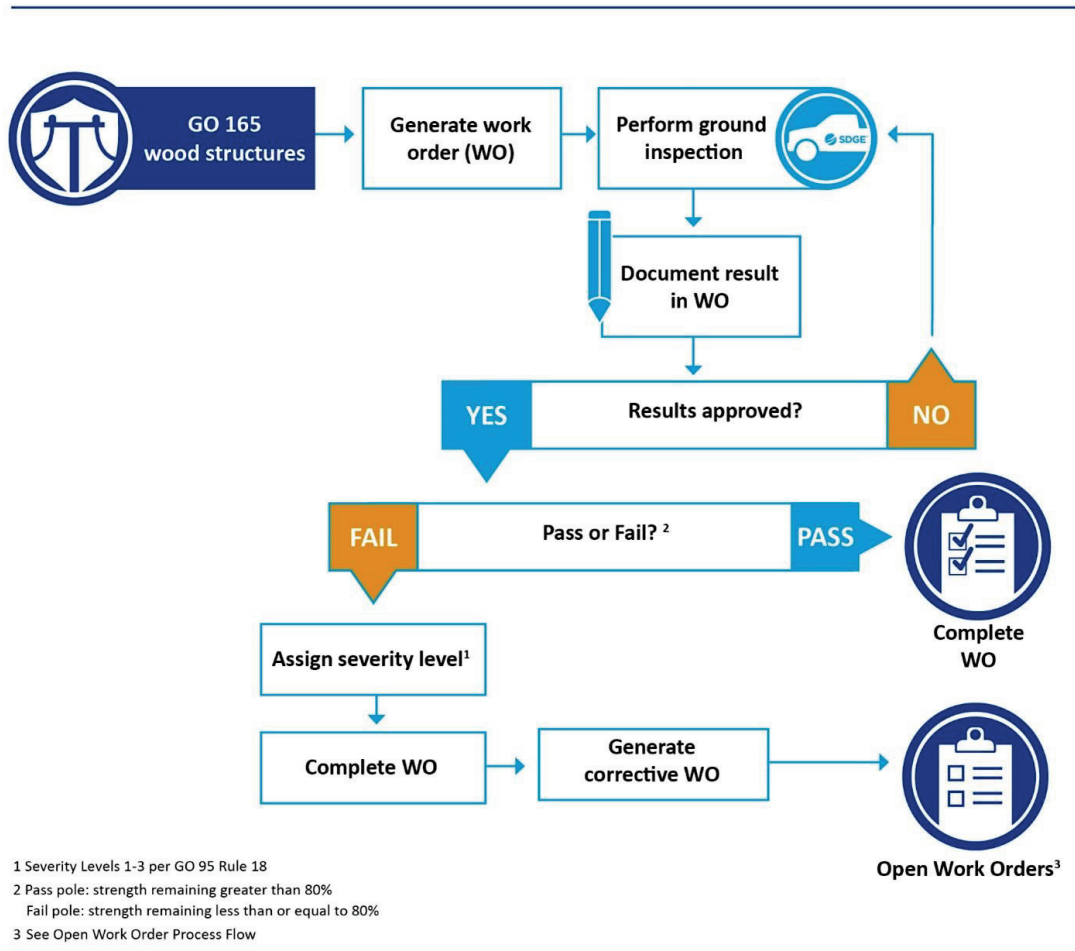 GO 165
wood structures
Generate work
order (WO)
Perform ground
inspection
SDGE
Document result
in WO
YES
Results approved?
NO
FAIL
Pass or Fail? ²
PASS
Complete
WO
Assign severity level¹
Complete WO
Generate
corrective WO
Open Work Orders³
1 Severity Levels 1-3 per GO 95 Rule 18
2 Pass pole: strength remaining greater than 80%
Fail pole: strength remaining less than or equal to 80%
3 See Open Work Order Process Flow